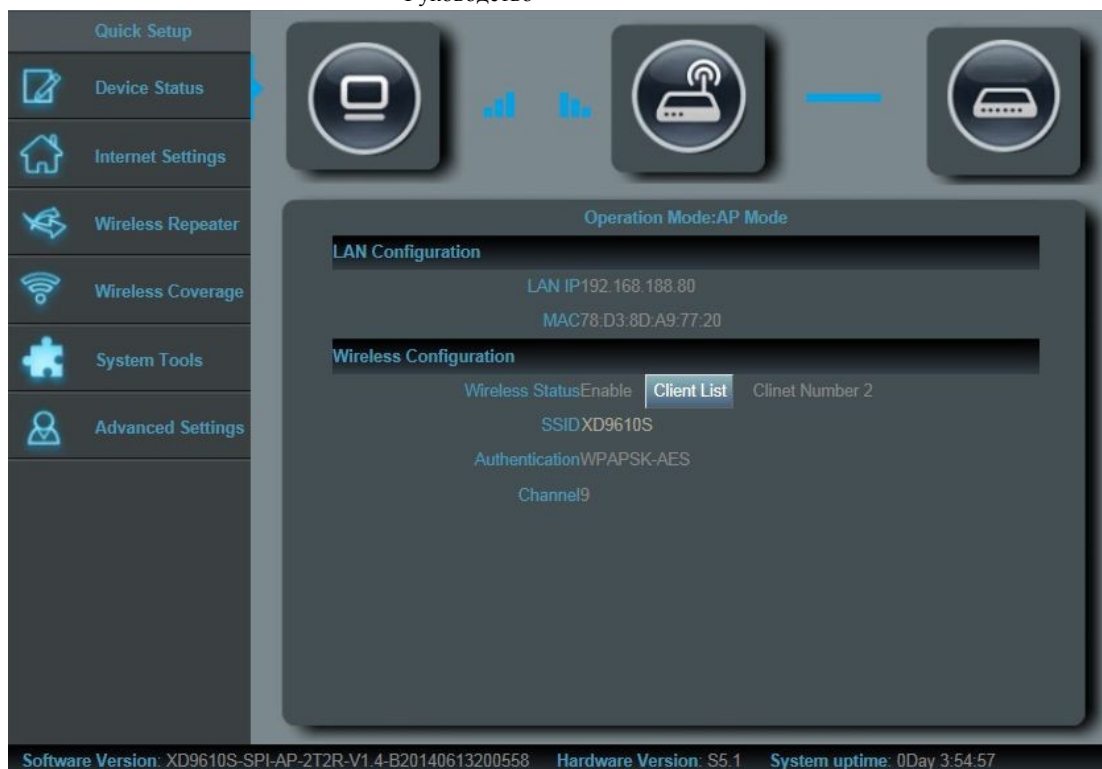 Руководство
Quick Setup
Device Status
Internet Settings
Wireless Repeater
Wireless Coverage
System Tools
Advanced Settings
Operation Mode:AP Mode
LAN Configuration
LAN IP192.168.188.80
MAC78:D3:8D:A9:77:20
Wireless Configuration
Wireless StatusEnable Client List Clinet Number 2
SSIDXD9610S
AuthenticationWPAPSK-AES
Channel9
Software Version: XD9610S-SPI-AP-2T2R-V1.4-B20140613200558 Hardware Version: S5.1 System uptime: 0Day 3:54:57